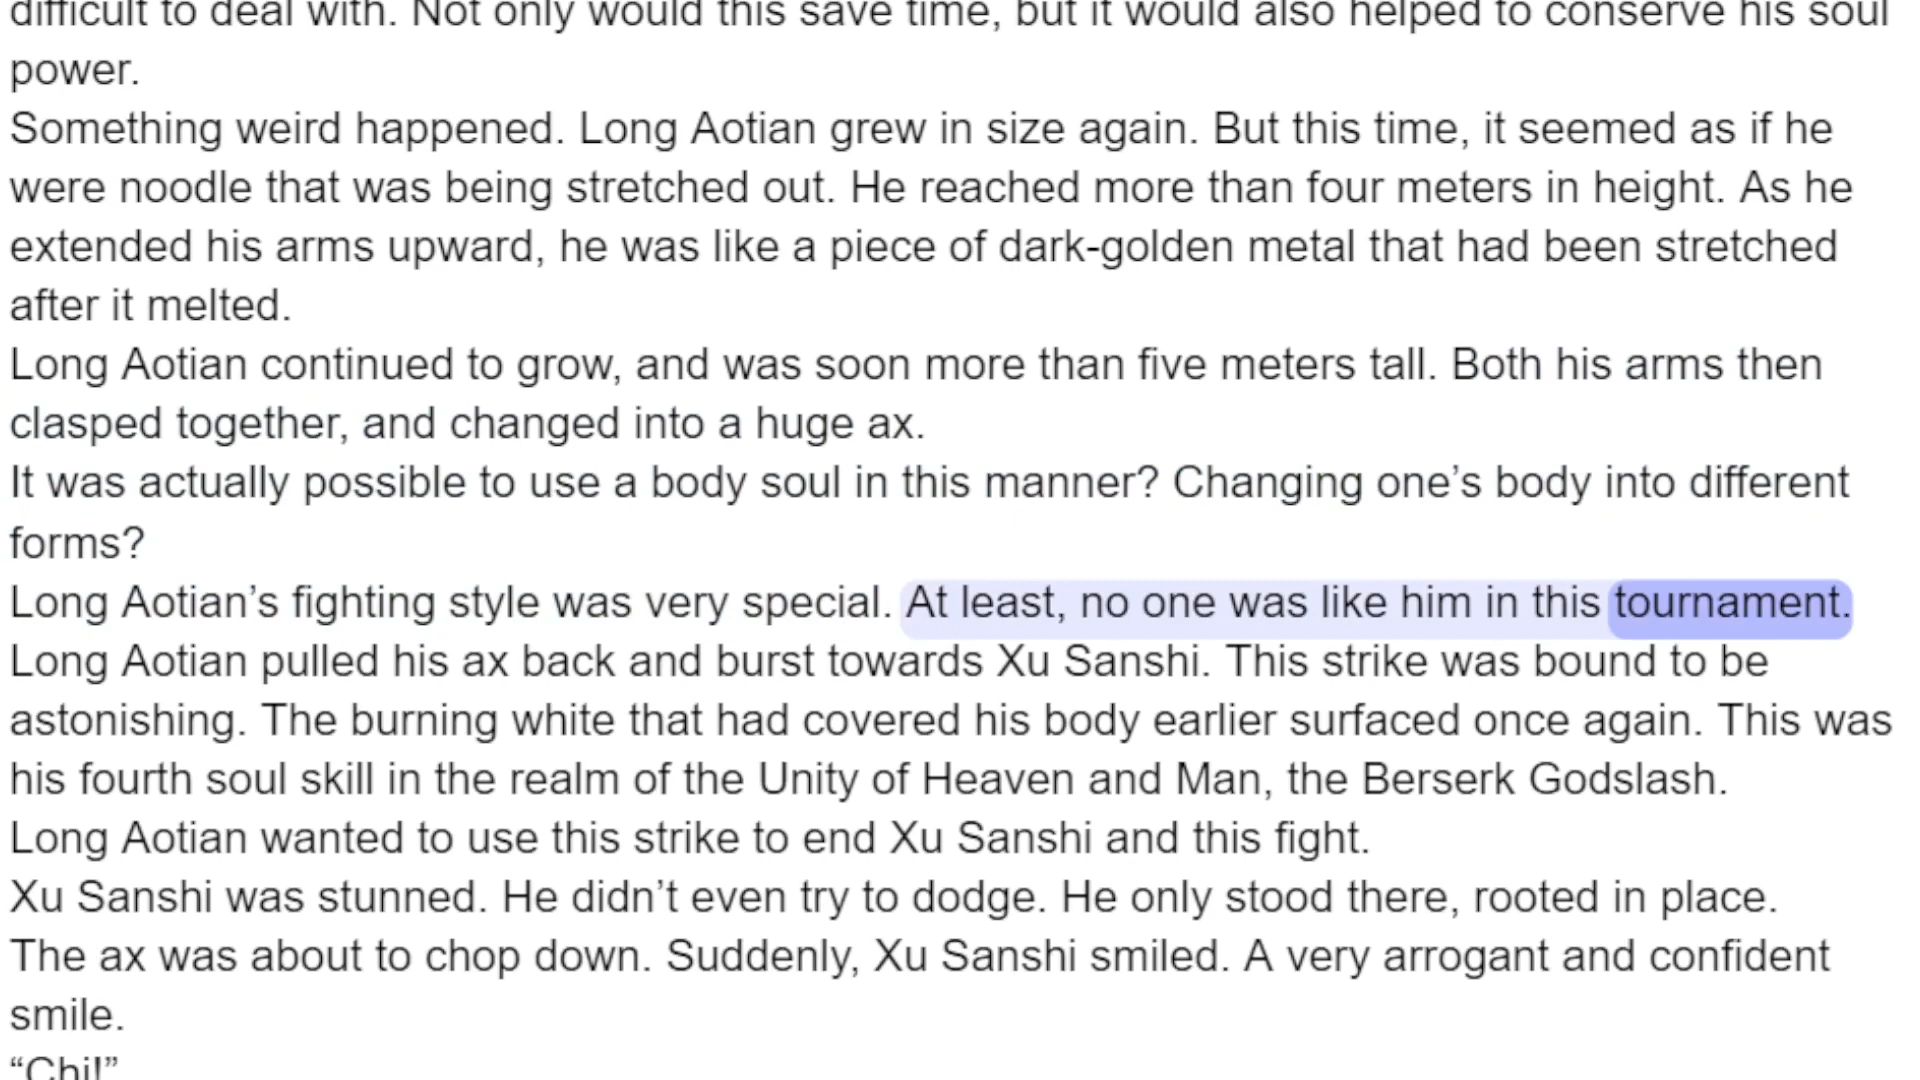 difficult to deal with. Not only would this save time, but it would also helped to conserve his soul
power.
Something weird happened. Long Aotian grew in size again. But this time, it seemed as if he
were noodle that was being stretched out. He reached more than four meters in height. As he
extended his arms upward, he was like a piece of dark-golden metal that had been stretched
after it melted.
Long Aotian continued to grow, and was soon more than five meters tall. Both his arms then
clasped together, and changed into a huge ax.
It was actually possible to use a body soul in this manner? Changing one’s body into different
forms?
Long Aotian’s fighting style was very special. At least, no one was like him in this tournament.
Long Aotian pulled his ax back and burst towards Xu Sanshi. This strike was bound to be
astonishing. The burning white that had covered his body earlier surfaced once again. This was
his fourth soul skill in the realm of the Unity of Heaven and Man, the Berserk Godslash.
Long Aotian wanted to use this strike to end Xu Sanshi and this fight.
Xu Sanshi was stunned. He didn’t even try to dodge. He only stood there, rooted in place.
The ax was about to chop down. Suddenly, Xu Sanshi smiled. A very arrogant and confident
smile.
“Chi!”